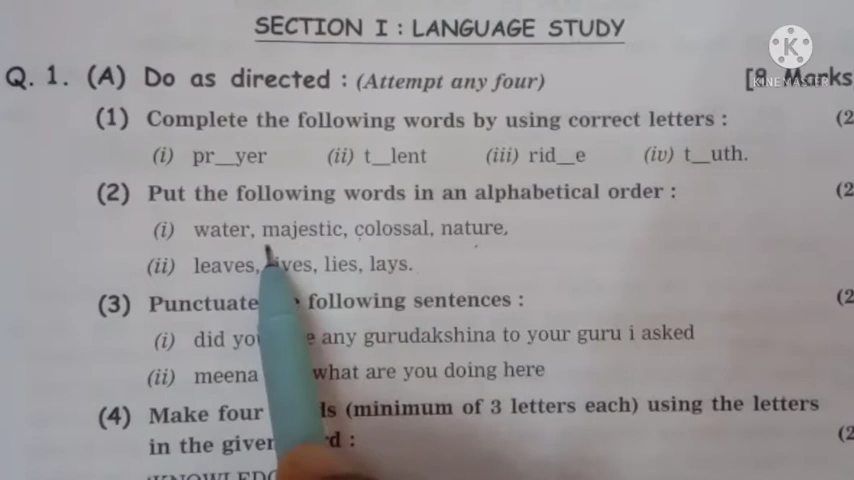 SECTION I : LANGUAGE STUDY
K
KINEMASTER
Q. 1. (A) Do as directed : (Attempt any four) [8 Marks
(1) Complete the following words by using correct letters : (2
(i) pr__yer (ii) t__lent (iii) rid__e (iv) t__uth.
(2) Put the following words in an alphabetical order : (2
(i) water, majestic, colossal, nature,
(ii) leaves, lies, lays.
(3) Punctuate following sentences : (2
(i) did any gurudakshina to your guru i asked
(ii) meena what are you doing here
(4) Make four (minimum of 3 letters each) using the letters
in the given : (2